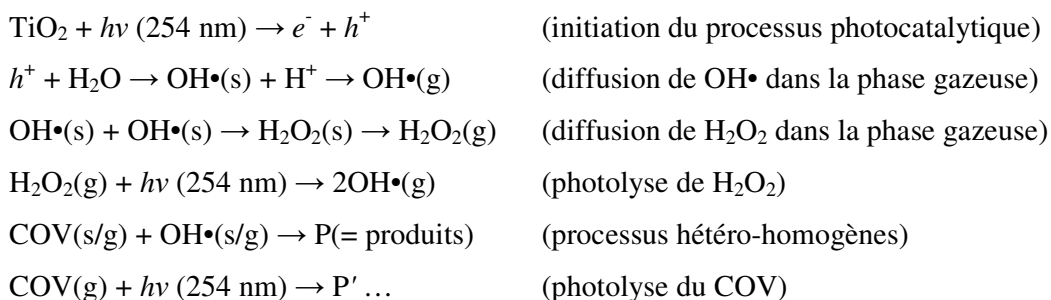 TiO₂ + hν (254 nm) → e⁻ + h⁺ (initiation du processus photocatalytique)
h⁺ + H₂O → OH•(s) + H⁺ → OH•(g) (diffusion de OH• dans la phase gazeuse)
OH•(s) + OH•(s) → H₂O₂(s) → H₂O₂(g) (diffusion de H₂O₂ dans la phase gazeuse)
H₂O₂(g) + hν (254 nm) → 2OH•(g) (photolyse de H₂O₂)
COV(s/g) + OH•(s/g) → P(= produits) (processus hétéro-homogènes)
COV(g) + hν (254 nm) → P′ … (photolyse du COV)